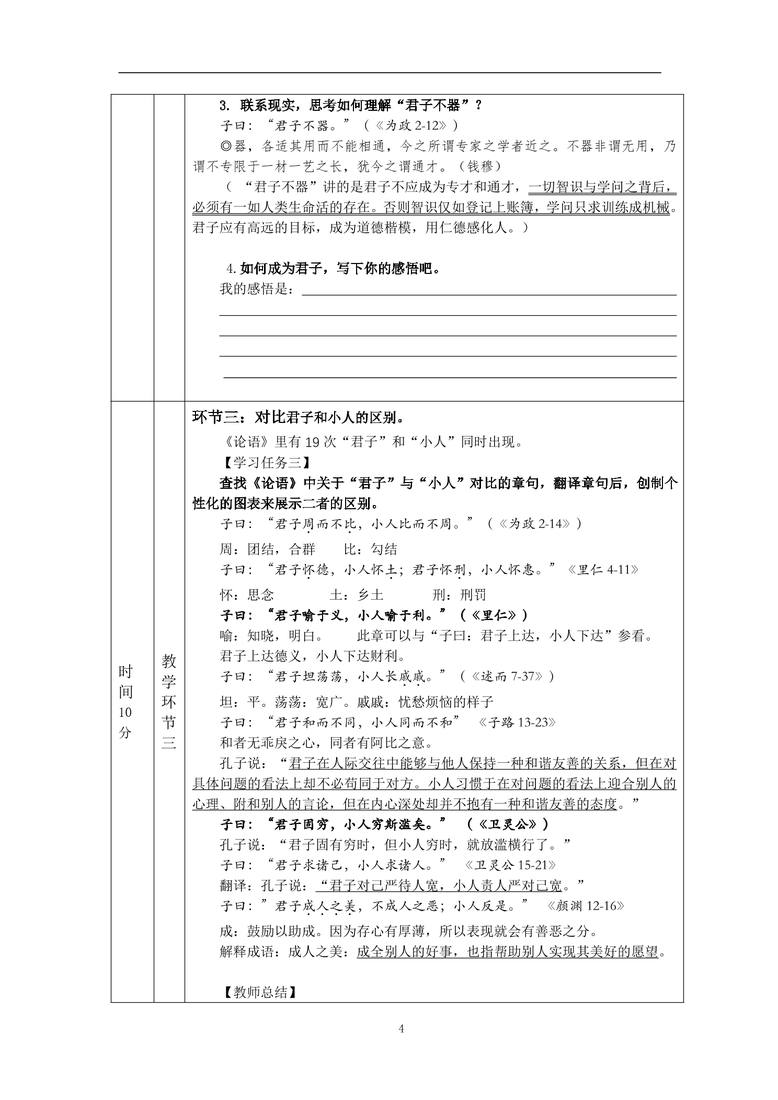 3. 联系现实，思考如何理解“君子不器”？
子曰：“君子不器。”（《为政 2-12》）
◎器，各适其用而不能相通，今之所谓专家之学者近之。不器非谓无用，乃
谓不专限于一材一艺之长，犹今之谓通才。（钱穆）
（ “君子不器”讲的是君子不应成为专才和通才，一切智识与学问之背后，
必须有一如人类生命活的存在。否则智识仅如登记上账簿，学问只求训练成机械。
君子应有高远的目标，成为道德楷模，用仁德感化人。）
4.如何成为君子，写下你的感悟吧。
我的感悟是：
时间 10 分
教学环节三
环节三：对比君子和小人的区别。
《论语》里有 19 次“君子”和“小人”同时出现。
【学习任务三】
查找《论语》中关于“君子”与“小人”对比的章句，翻译章句后，创制个
性化的图表来展示二者的区别。
子曰：“君子周而不比，小人比而不周。”（《为政 2-14》）
周：团结，合群 比：勾结
子曰：“君子怀德，小人怀土；君子怀刑，小人怀惠。”《里仁 4-11》
怀：思念 土：乡土 刑：刑罚
子曰：“君子喻于义，小人喻于利。”（《里仁》）
喻：知晓，明白。 此章可以与“子曰：君子上达，小人下达”参看。
君子上达德义，小人下达财利。
子曰：“君子坦荡荡，小人长戚戚。”（《述而 7-37》）
坦：平。荡荡：宽广。戚戚：忧愁烦恼的样子
子曰：“君子和而不同，小人同而不和” 《子路 13-23》
和者无乖戾之心，同者有阿比之意。
孔子说：“君子在人际交往中能够与他人保持一种和谐友善的关系，但在对
具体问题的看法上却不必苟同于对方。小人习惯于在对问题的看法上迎合别人的
心理、附和别人的言论，但在内心深处却并不抱有一种和谐友善的态度。”
子曰：“君子固穷，小人穷斯滥矣。” （《卫灵公》）
孔子说：“君子固有穷时，但小人穷时，就放滥横行了。”
子曰：“君子求诸己，小人求诸人。” 《卫灵公 15-21》
翻译：孔子说：“君子对己严待人宽，小人责人严对己宽。”
子曰：”君子成人之美，不成人之恶；小人反是。” 《颜渊 12-16》
成：鼓励以助成。因为存心有厚薄，所以表现就会有善恶之分。
解释成语：成人之美：成全别人的好事，也指帮助别人实现其美好的愿望。
【教师总结】
4